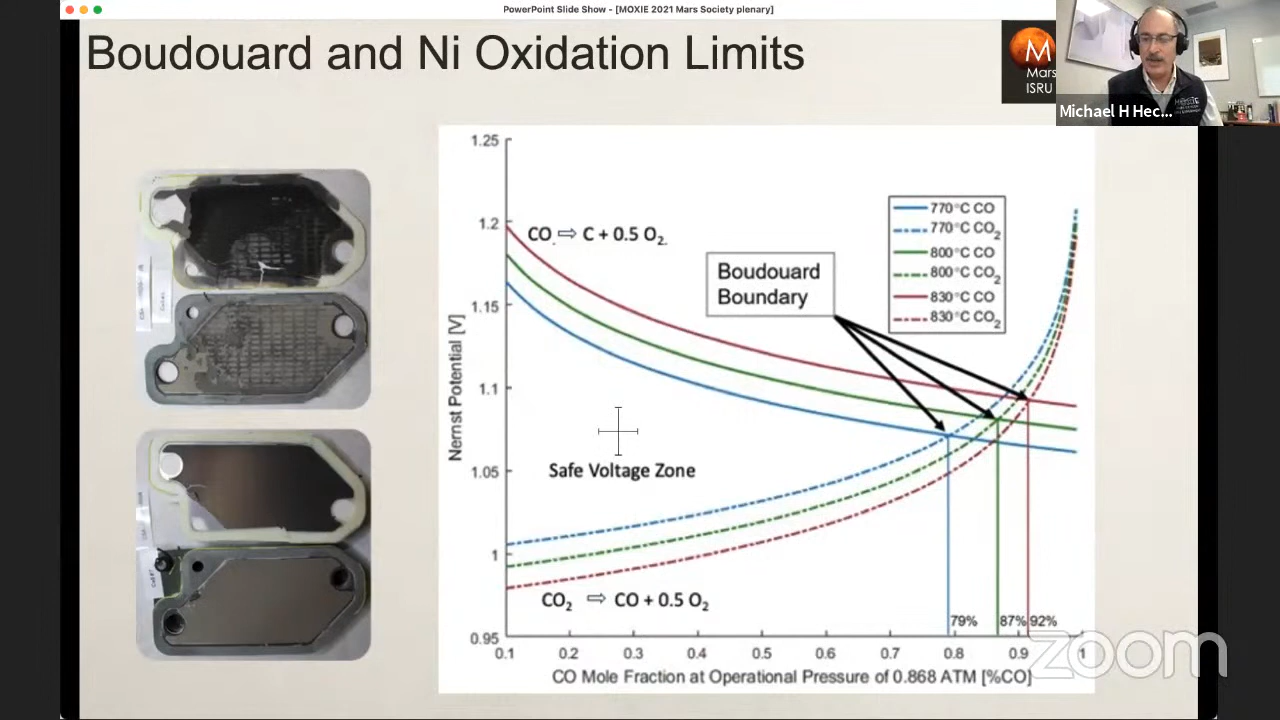 PowerPoint Slide Show - [MOXIE 2021 Mars Society plenary]
Boudouard and Ni Oxidation Limits
M
Mars
ISRU
Michael H Hec...
1.25
1.2
1.15
1.1
1.05
1
0.95
Nernst Potential [V]
CO ⇨ C + 0.5 O₂
Boudouard
Boundary
770°C CO
770°C CO₂
800°C CO
800°C CO₂
830°C CO
830°C CO₂
Safe Voltage Zone
CO₂ ⇨ CO + 0.5 O₂
79%
87%
92%
0.1 0.2 0.3 0.4 0.5 0.6 0.7 0.8 0.9 1
CO Mole Fraction at Operational Pressure of 0.868 ATM [%CO]
zoom